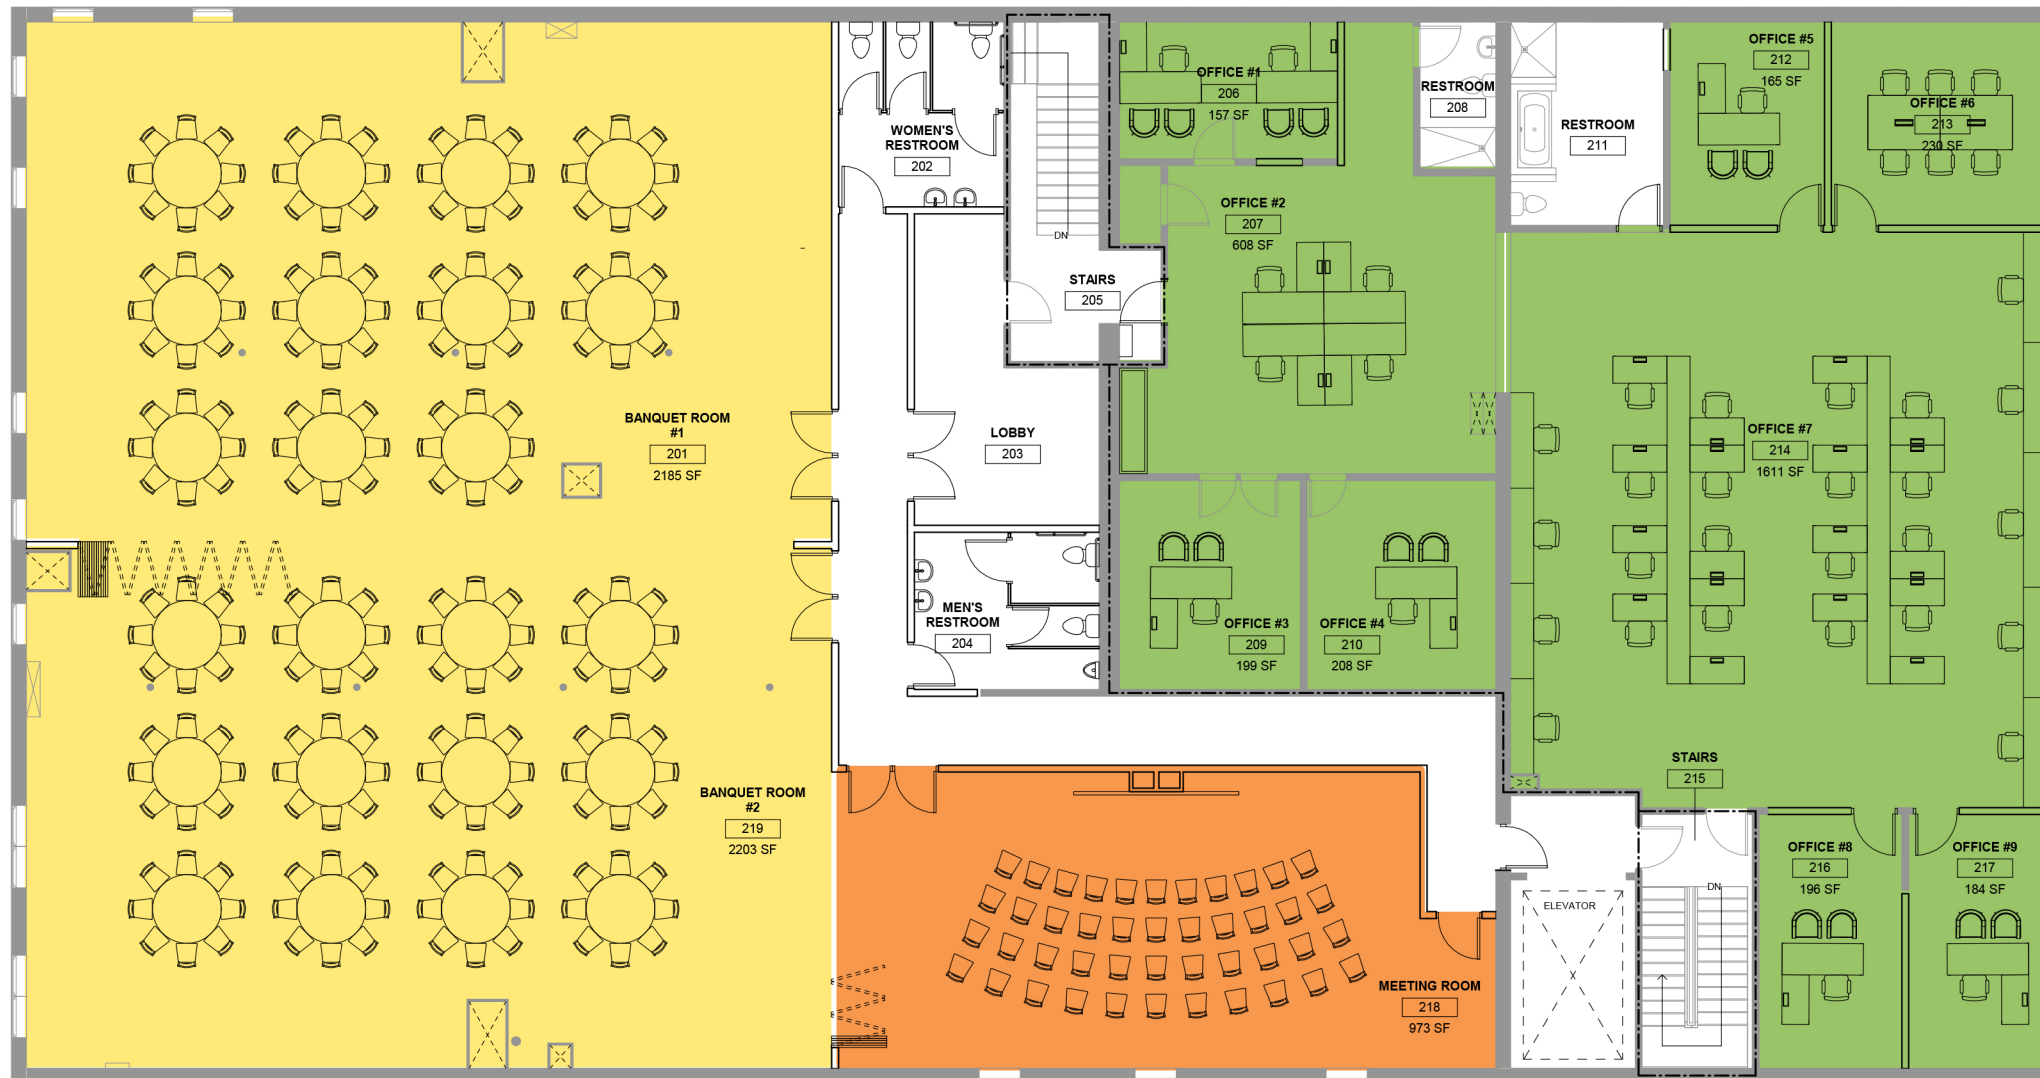 BANQUET ROOM
#1
201
2185 SF
BANQUET ROOM
#2
219
2203 SF
WOMEN'S
RESTROOM
202
LOBBY
203
MEN'S
RESTROOM
204
DN
STAIRS
205
OFFICE #1
206
157 SF
OFFICE #2
207
608 SF
RESTROOM
208
OFFICE #3
209
199 SF
OFFICE #4
210
208 SF
RESTROOM
211
OFFICE #5
212
165 SF
OFFICE #6
213
230 SF
OFFICE #7
214
1611 SF
STAIRS
215
DN
ELEVATOR
OFFICE #8
216
196 SF
OFFICE #9
217
184 SF
MEETING ROOM
218
973 SF